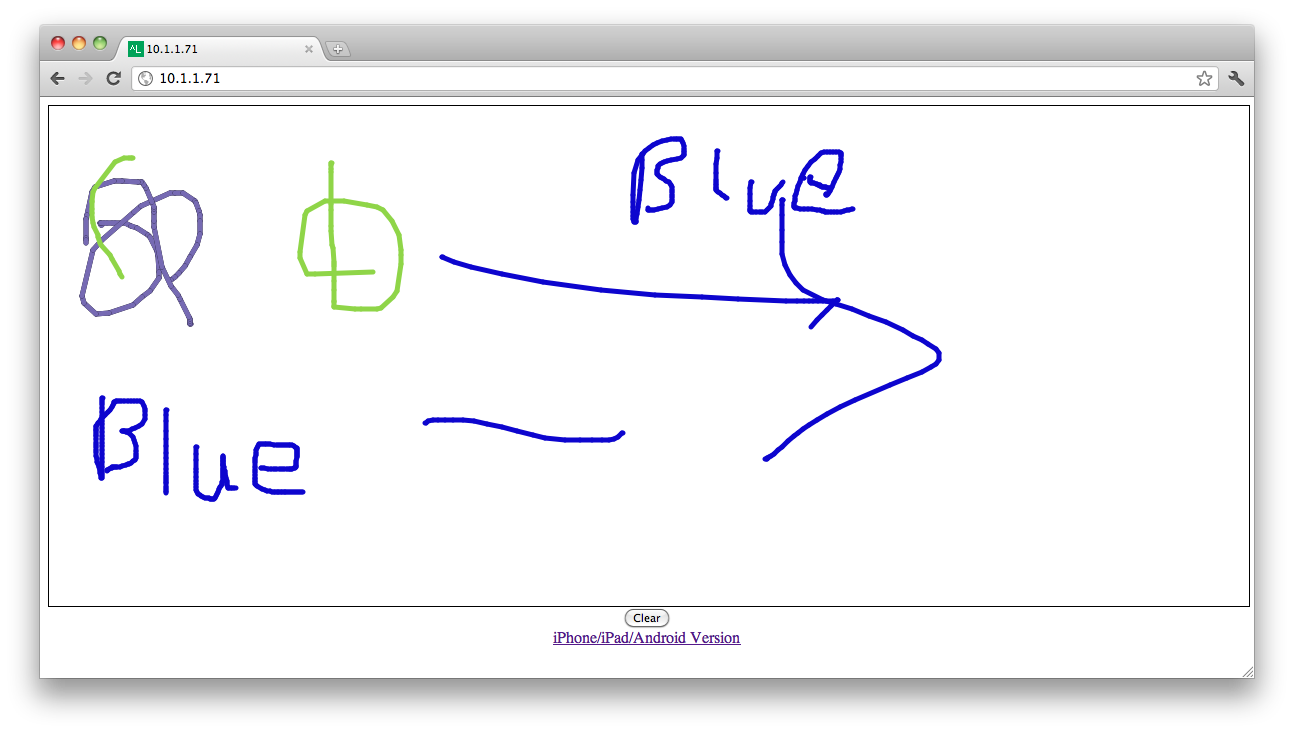 ^L 10.1.1.71
10.1.1.71
Blue
Blue
Clear
iPhone/iPad/Android Version